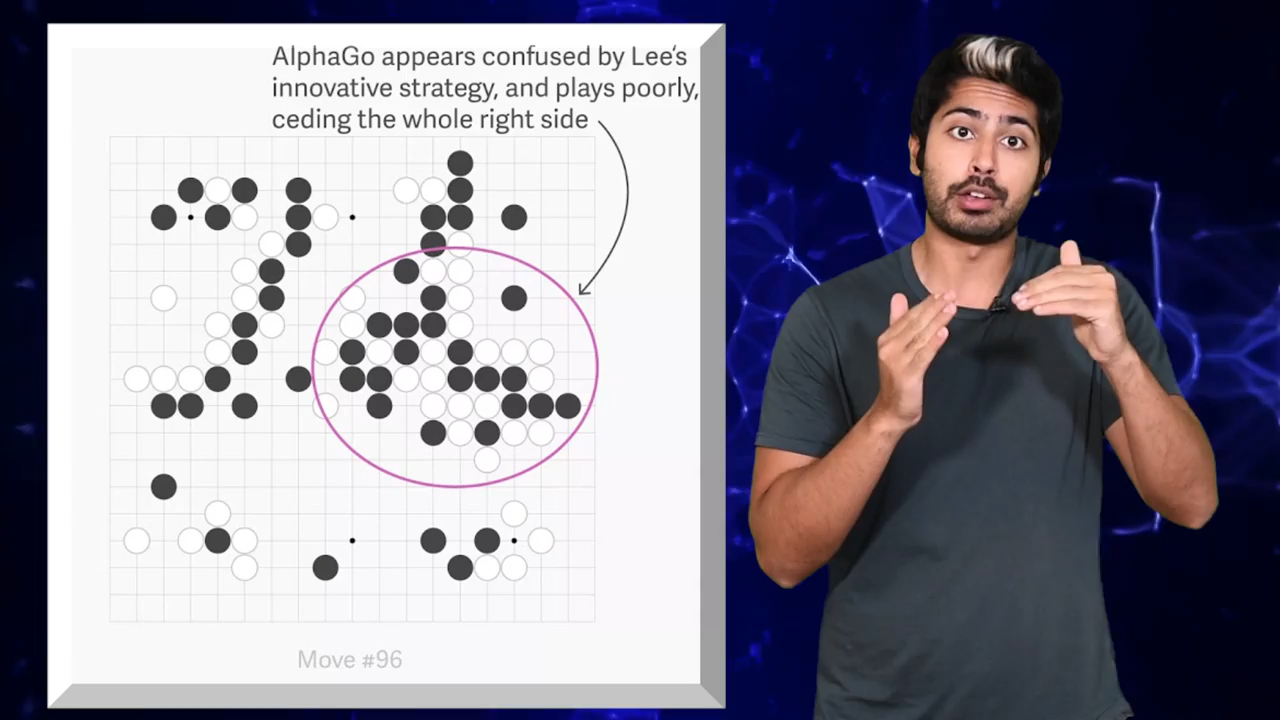 AlphaGo appears confused by Lee's
innovative strategy, and plays poorly,
ceding the whole right side
Move #96